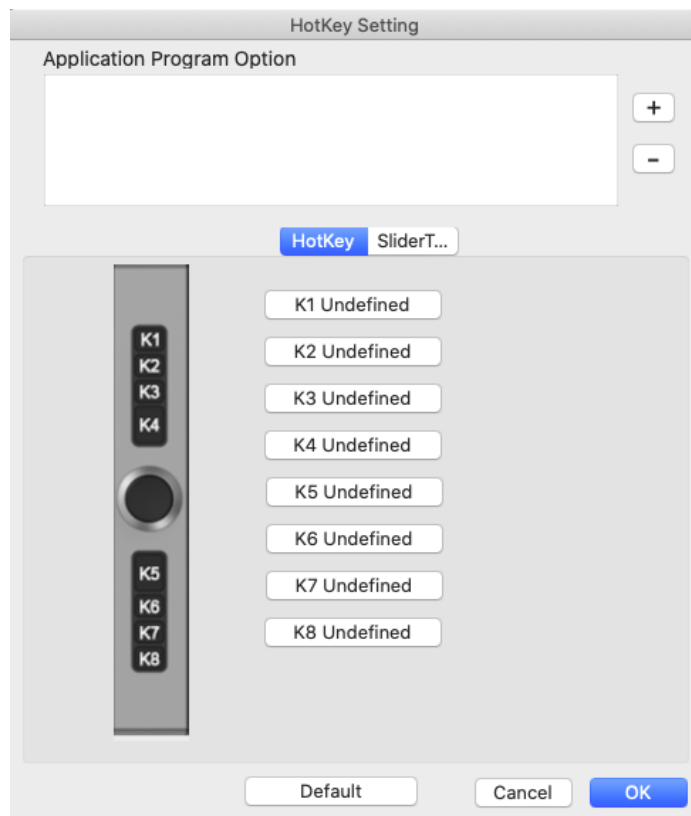 HotKey Setting
Application Program Option
+
-
HotKey SliderT...
K1 Undefined
K2 Undefined
K3 Undefined
K4 Undefined
K5 Undefined
K6 Undefined
K7 Undefined
K8 Undefined
K1
K2
K3
K4
K5
K6
K7
K8
Default Cancel OK